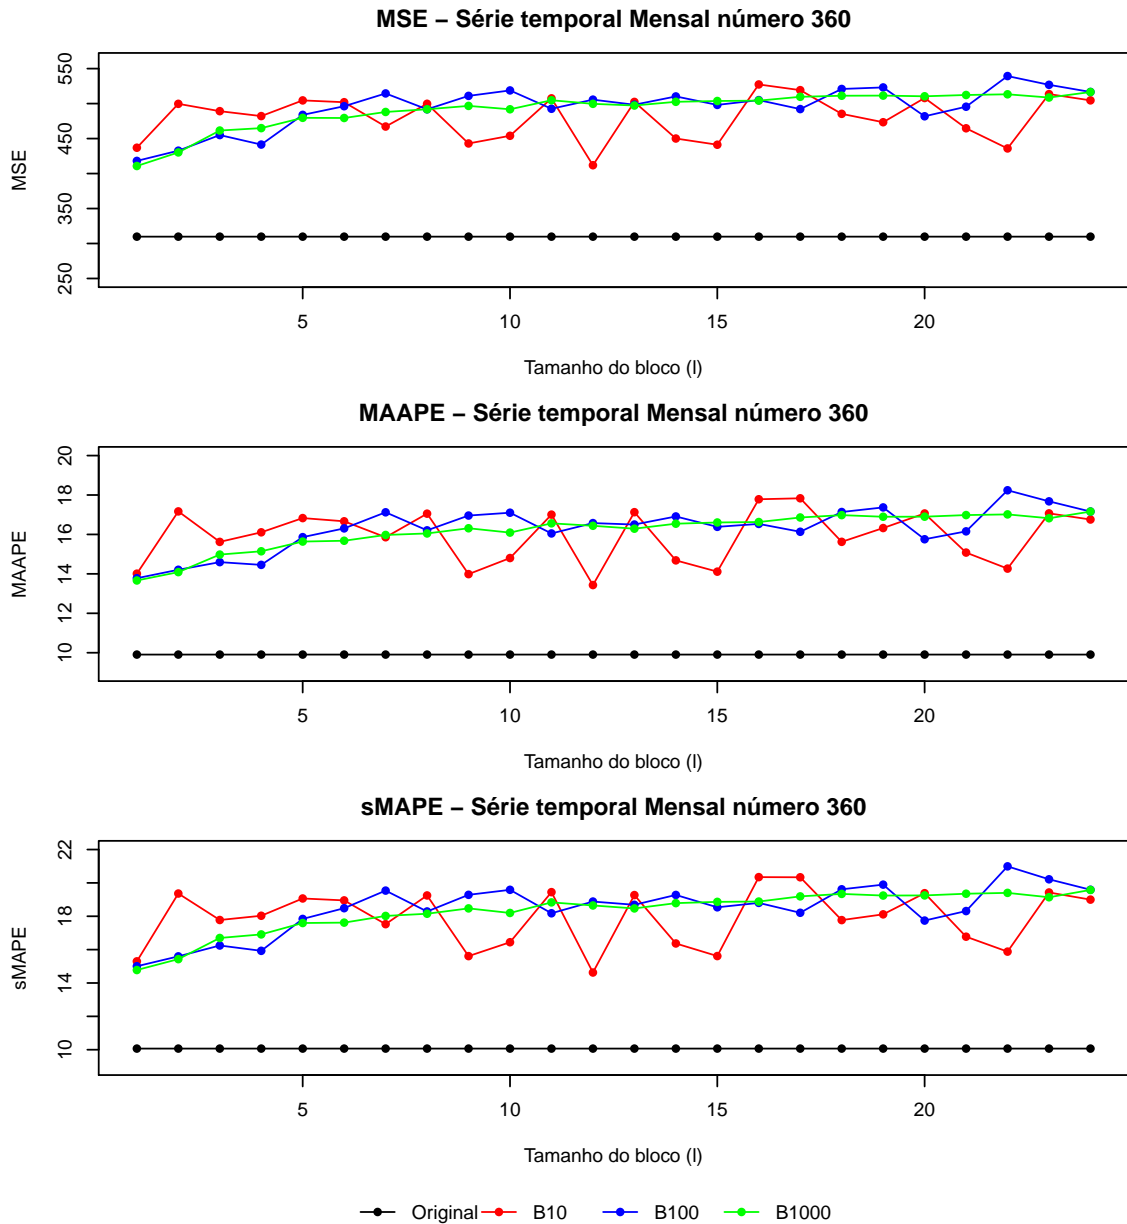 MSE – Série temporal Mensal número 360
550
450
350
250
MSE
5 10 15 20
Tamanho do bloco (l)
MAAPE – Série temporal Mensal número 360
20
18
16
14
12
10
MAAPE
5 10 15 20
Tamanho do bloco (l)
sMAPE – Série temporal Mensal número 360
22
18
14
10
sMAPE
5 10 15 20
Tamanho do bloco (l)
Original B10 B100 B1000